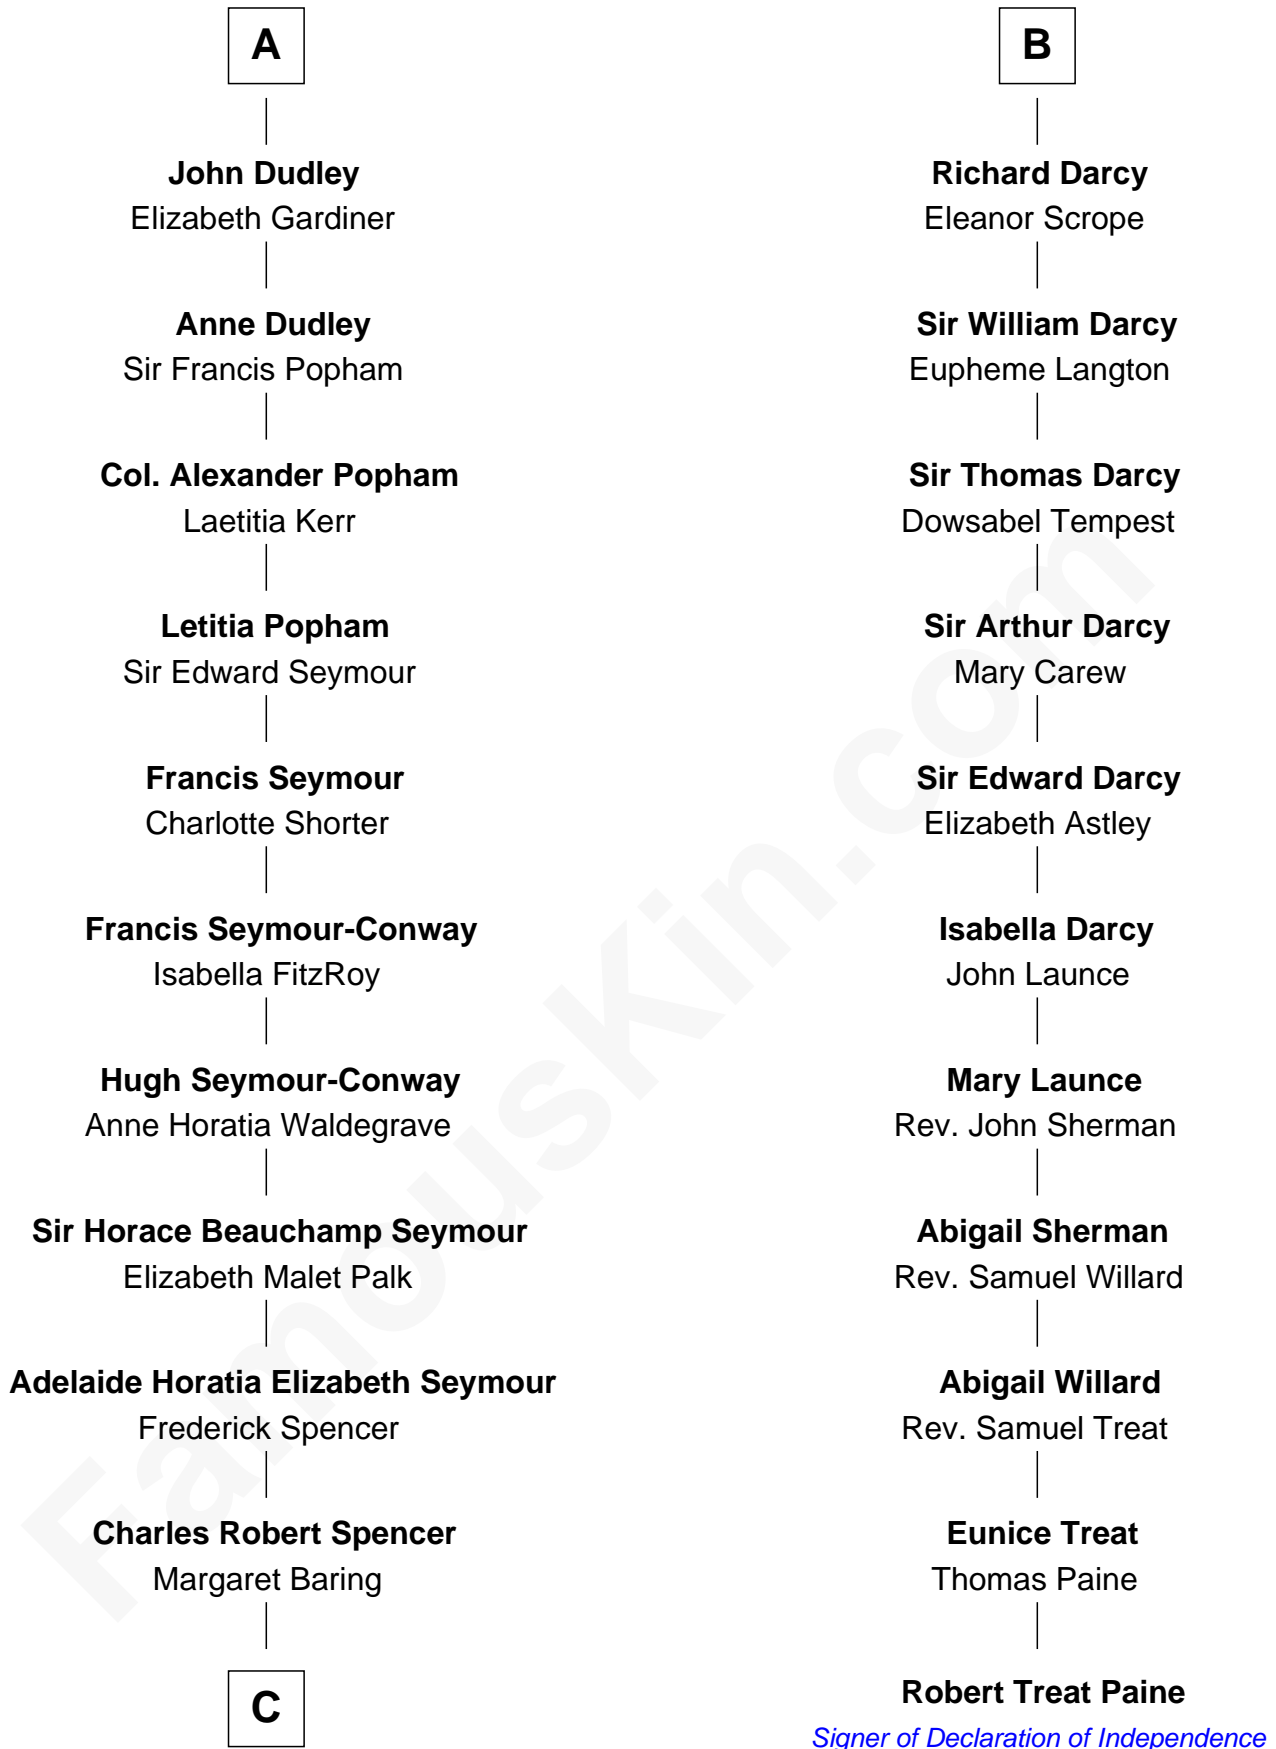 A
John Dudley
Elizabeth Gardiner
Anne Dudley
Sir Francis Popham
Col. Alexander Popham
Laetitia Kerr
Letitia Popham
Sir Edward Seymour
Francis Seymour
Charlotte Shorter
Francis Seymour-Conway
Isabella FitzRoy
Hugh Seymour-Conway
Anne Horatia Waldegrave
Sir Horace Beauchamp Seymour
Elizabeth Malet Palk
Adelaide Horatia Elizabeth Seymour
Frederick Spencer
Charles Robert Spencer
Margaret Baring
C
B
Richard Darcy
Eleanor Scrope
Sir William Darcy
Eupheme Langton
Sir Thomas Darcy
Dowsabel Tempest
Sir Arthur Darcy
Mary Carew
Sir Edward Darcy
Elizabeth Astley
Isabella Darcy
John Launce
Mary Launce
Rev. John Sherman
Abigail Sherman
Rev. Samuel Willard
Abigail Willard
Rev. Samuel Treat
Eunice Treat
Thomas Paine
Robert Treat Paine
Signer of Declaration of Independence
FamousKin.com